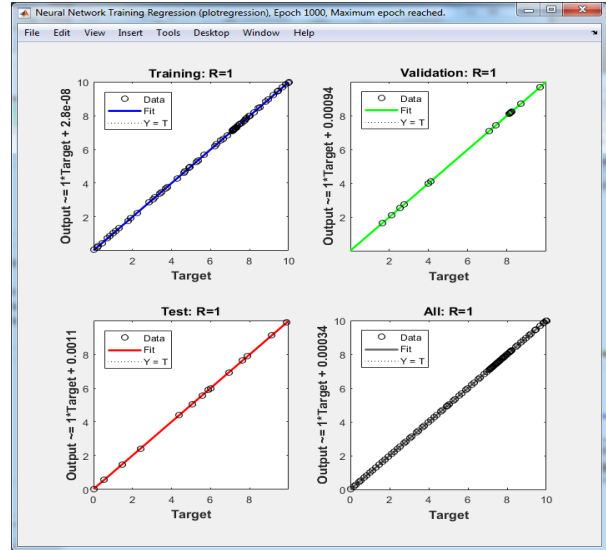 Neural Network Training Regression (plotregression), Epoch 1000, Maximum epoch reached.
File Edit View Insert Tools Desktop Window Help
Training: R=1
Output ~= 1*Target + 2.8e-08
Data
Fit
Y = T
10
8
6
4
2
2 4 6 8 10
Target
Validation: R=1
Output ~= 1*Target + 0.00094
Data
Fit
Y = T
8
6
4
2
2 4 6 8
Target
Test: R=1
Output ~= 1*Target + 0.0011
Data
Fit
Y = T
8
6
4
2
0
0 2 4 6 8
Target
All: R=1
Output ~= 1*Target + 0.00034
Data
Fit
Y = T
10
8
6
4
2
0
0 2 4 6 8 10
Target